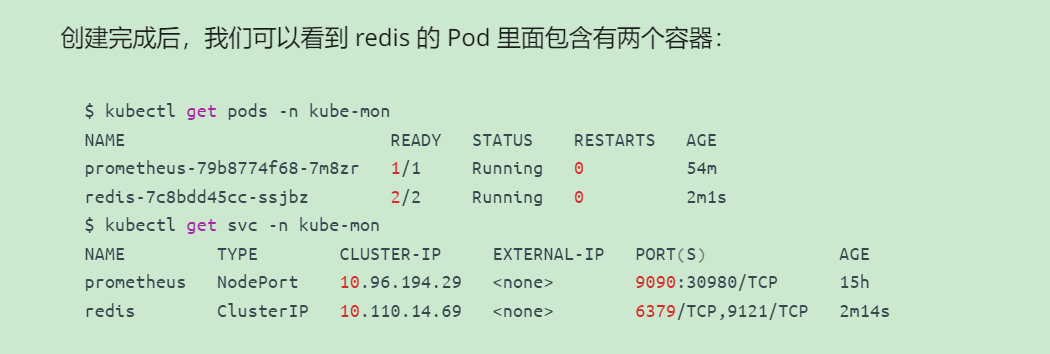 创建完成后，我们可以看到 redis 的 Pod 里面包含有两个容器：
$ kubectl get pods -n kube-mon
NAME READY STATUS RESTARTS AGE
prometheus-79b8774f68-7m8zr 1/1 Running 0 54m
redis-7c8bdd45cc-ssjbz 2/2 Running 0 2m1s
$ kubectl get svc -n kube-mon
NAME TYPE CLUSTER-IP EXTERNAL-IP PORT(S) AGE
prometheus NodePort 10.96.194.29 <none> 9090:30980/TCP 15h
redis ClusterIP 10.110.14.69 <none> 6379/TCP,9121/TCP 2m14s